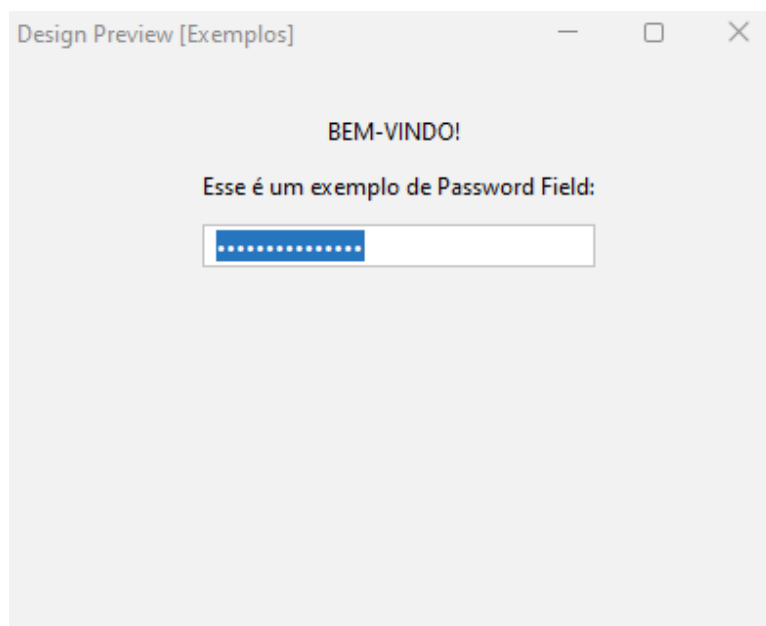 Design Preview [Exemplos]
BEM-VINDO!
Esse é um exemplo de Password Field:
•••••••••••••••